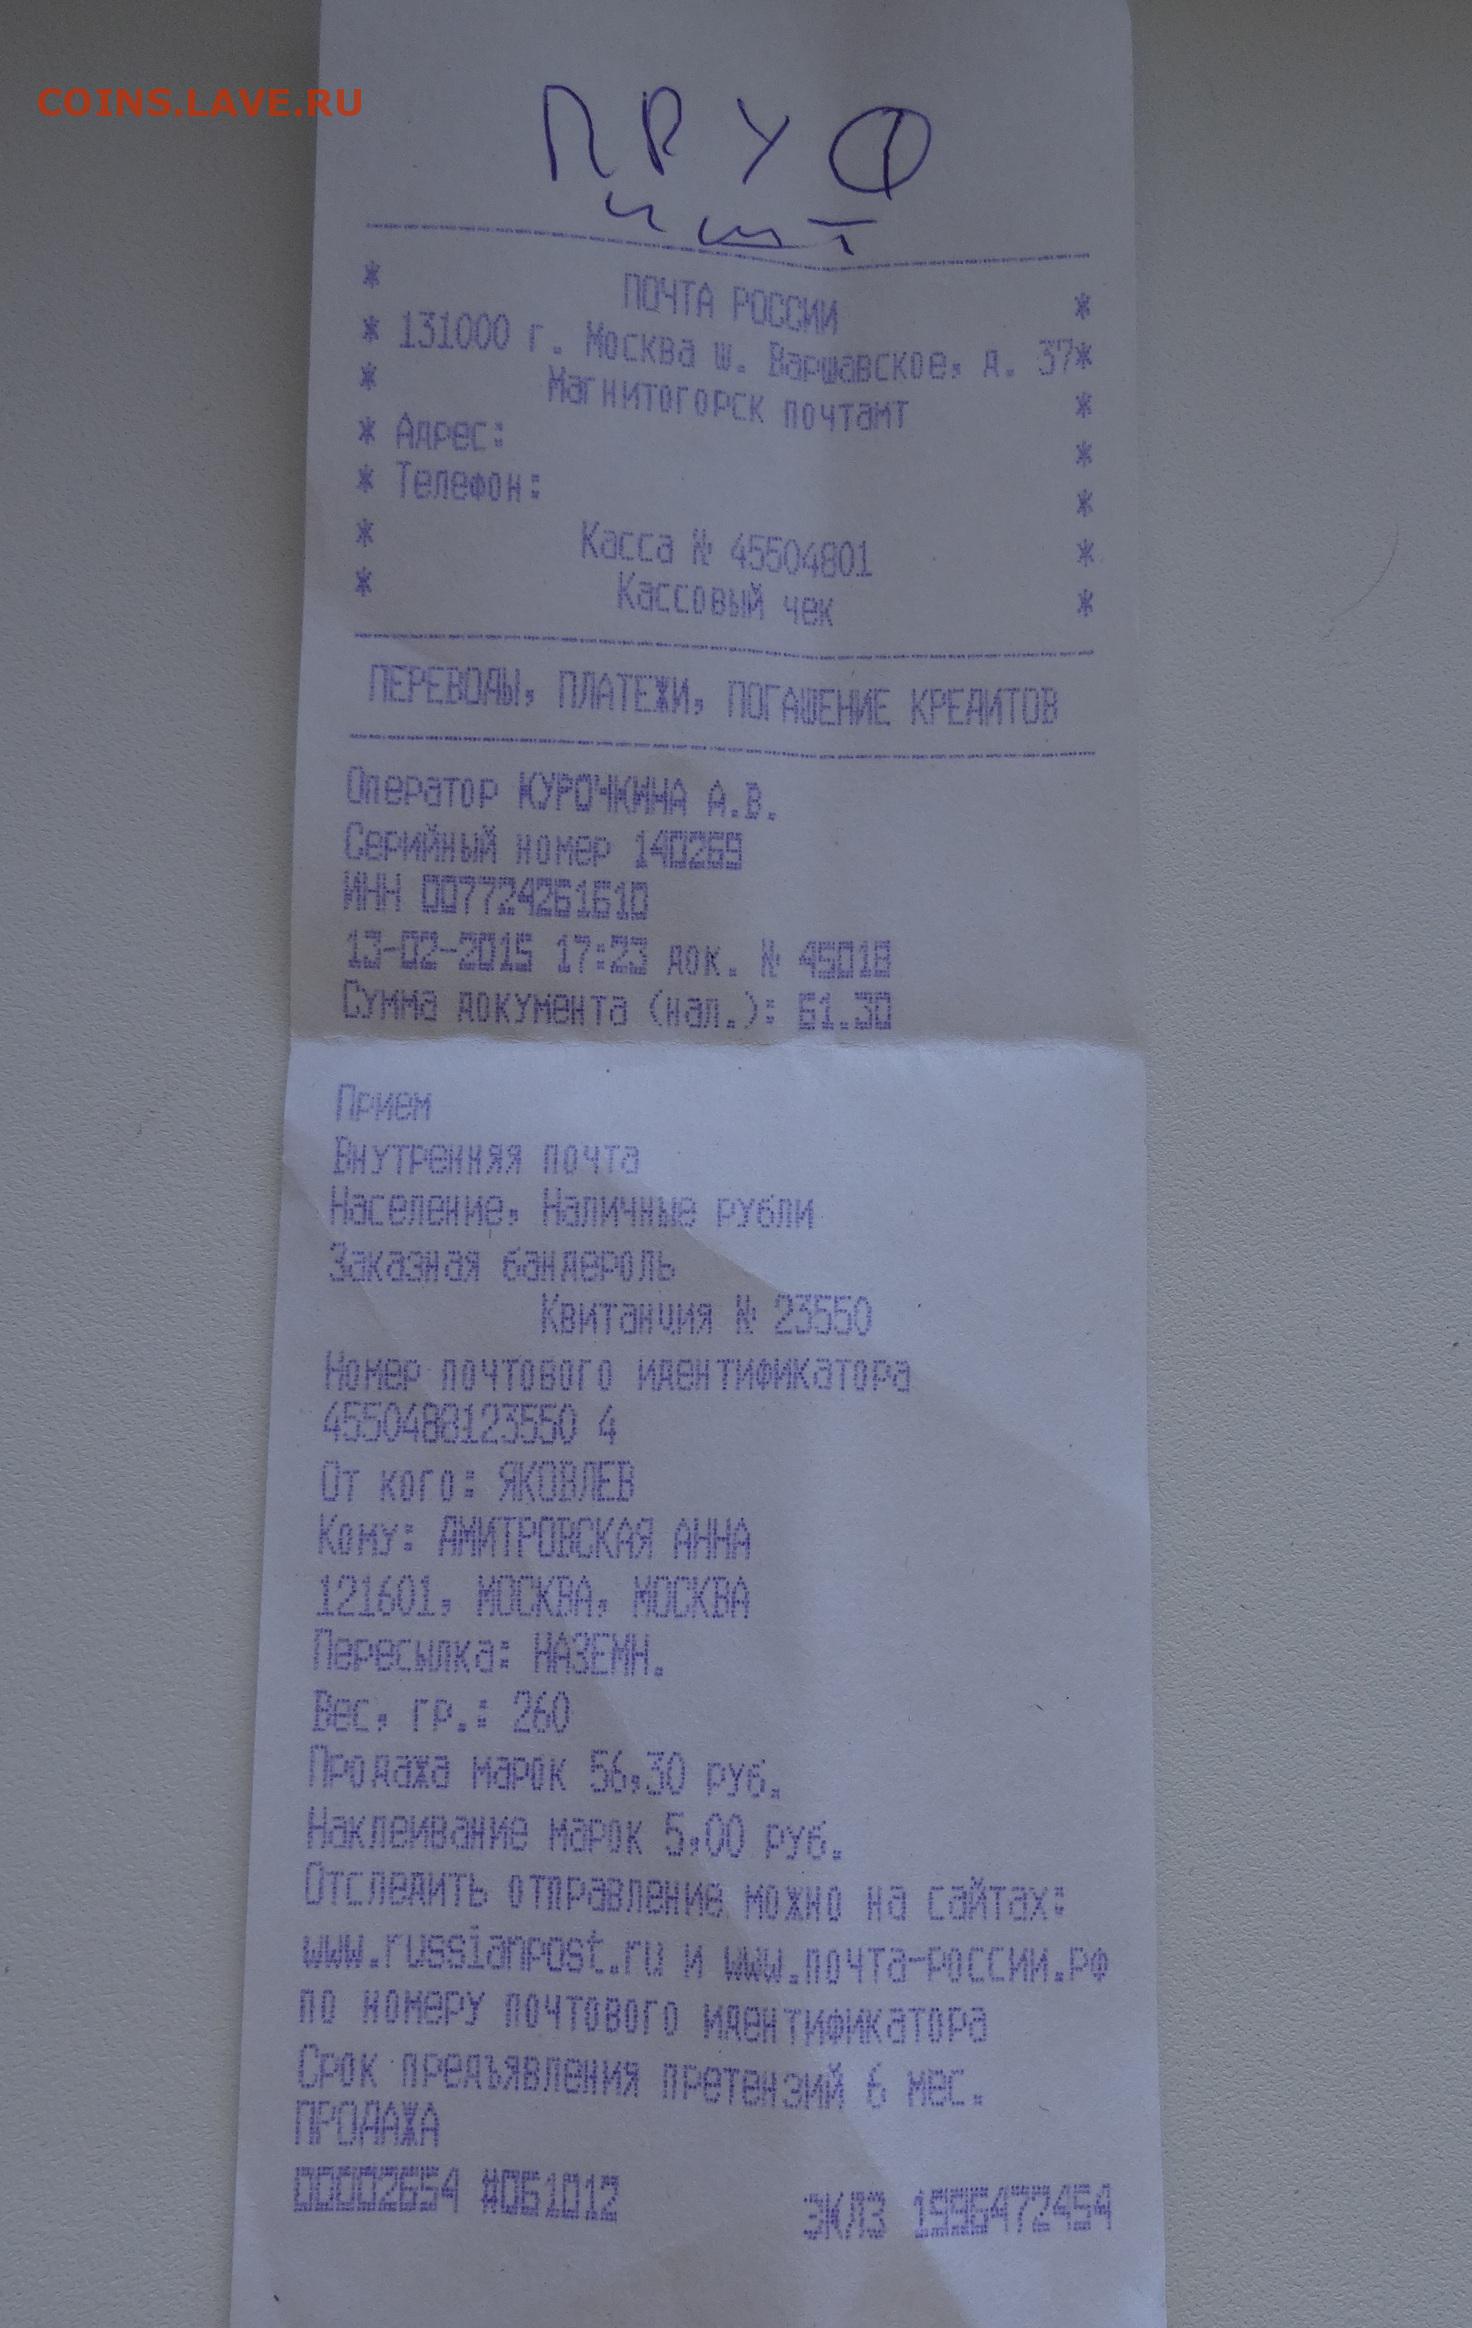 COINS.LAVE.RU
ПРУФ
* ПОЧТА РОССИИ *
* 131000 г. Москва ш. Варшавское, д. 37*
* Магнитогорск почтамт *
* Адрес: *
* Телефон: *
* Касса № 45504801 *
* Кассовый чек *
ПЕРЕВОДЫ, ПЛАТЕЖИ, ПОГАШЕНИЕ КРЕДИТОВ
Оператор КУРОЧКИНА А.В.
Серийный номер 140269
ИНН 007724261610
13-02-2015 17:23 док. № 45018
Сумма документа (нал.): 61.30
Прием
Внутренняя почта
Население, Наличные рубли
Заказная бандероль
Квитанция № 23550
Номер почтового идентификатора
4550488123550 4
От кого: ЯКОВЛЕВ
Кому: ДМИТРОВСКАЯ АННА
121601, МОСКВА, МОСКВА
Пересылка: НАЗЕМН.
Вес, гр.: 260
Продажа марок 56,30 руб.
Наклеивание марок 5,00 руб.
Отследить отправление можно на сайтах:
www.russianpost.ru и www.почта-россии.рф
по номеру почтового идентификатора
Срок предъявления претензий 6 мес.
ПРОДАЖА
00002654 #061012 ЭКЛЗ 1996472454